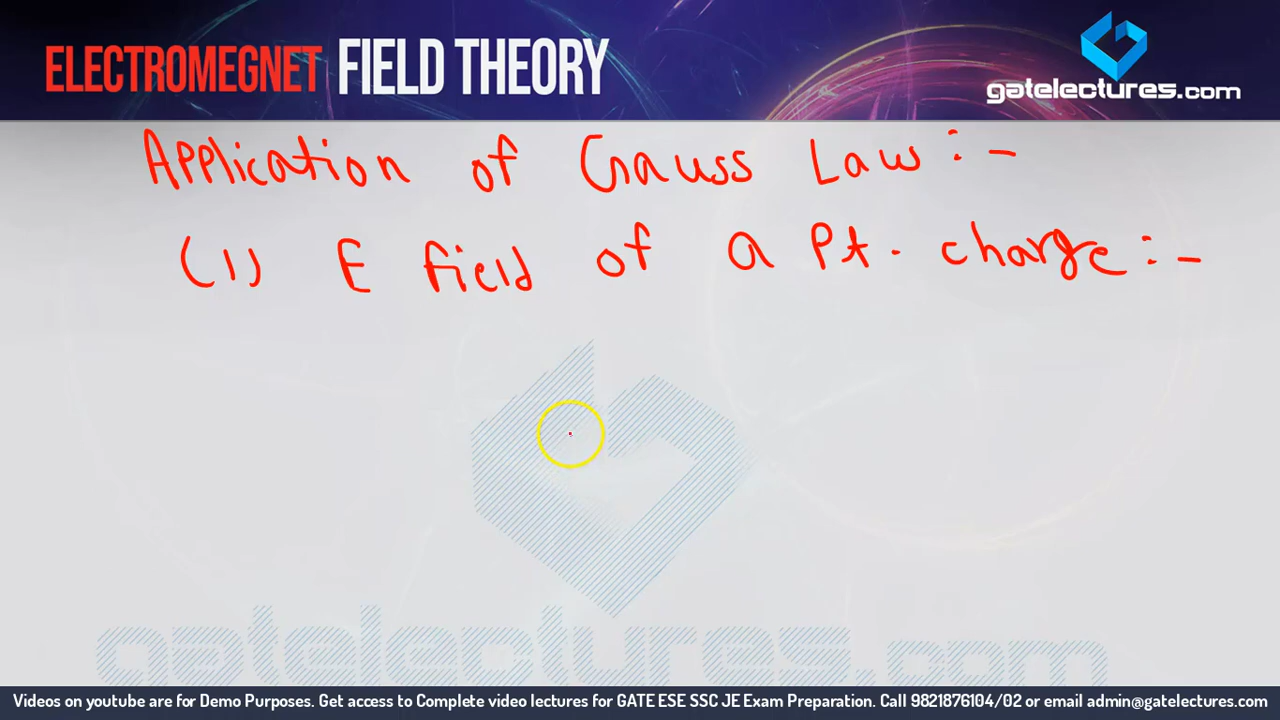 ELECTROMEGNET FIELD THEORY
gatelectures.com
Application of Gauss Law :-
(1) E field of a Pt. charge :-
gatelectures.com
Videos on youtube are for Demo Purposes. Get access to Complete video lectures for GATE ESE SSC JE Exam Preparation. Call 9821876104/02 or email admin@gatelectures.com